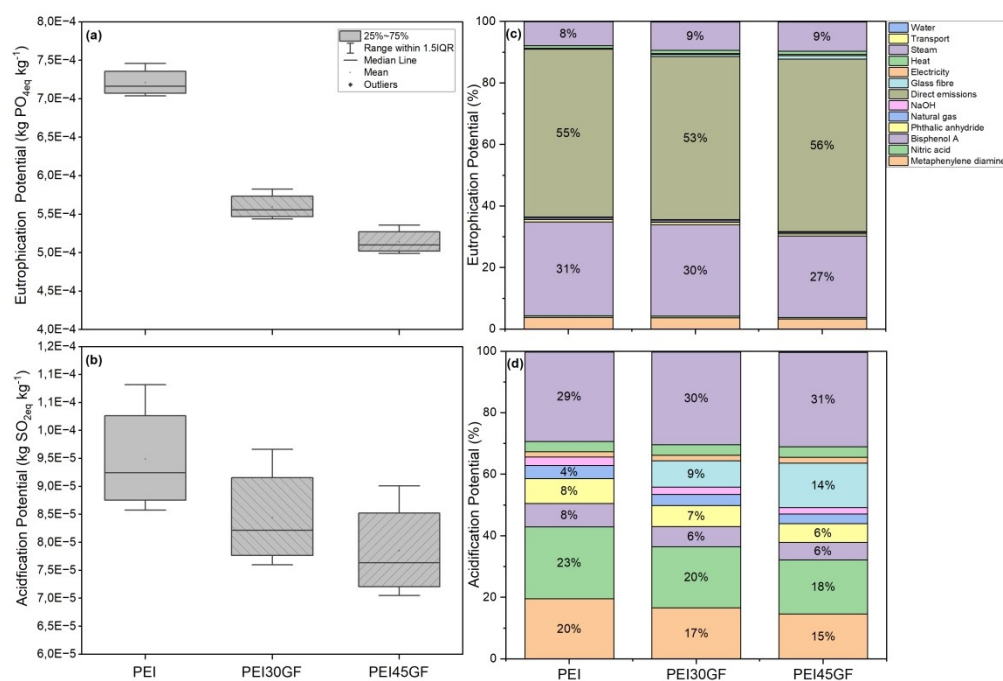 (a)
25%~75%
Range within 1.5IQR
Median Line
Mean
Outliers
8,0E−4
7,5E−4
7,0E−4
6,5E−4
6,0E−4
5,5E−4
5,0E−4
4,5E−4
4,0E−4
Eutrophication Potential (kg PO4eq kg-1)
(b)
1,2E−4
1,1E−4
1,0E−4
9,5E−5
9,0E−5
8,5E−5
8,0E−5
7,5E−5
7,0E−5
6,5E−5
6,0E−5
Acidfication Potential (kg SO2eq kg-1)
PEI
PEI30GF
PEI45GF
(c)
100
80
60
40
20
0
Eutrophication Potential (%)
8%
9%
9%
55%
53%
56%
31%
30%
27%
Water
Transport
Steam
Heat
Electricity
Glass fibre
Direct emissions
NaOH
Natural gas
Phthalic anhydride
Bisphenol A
Nitric acid
Metaphenylene diamine
(d)
100
80
60
40
20
0
Acidification Potential (%)
29%
30%
31%
4%
9%
14%
8%
7%
6%
8%
6%
6%
23%
20%
18%
20%
17%
15%
PEI
PEI30GF
PEI45GF